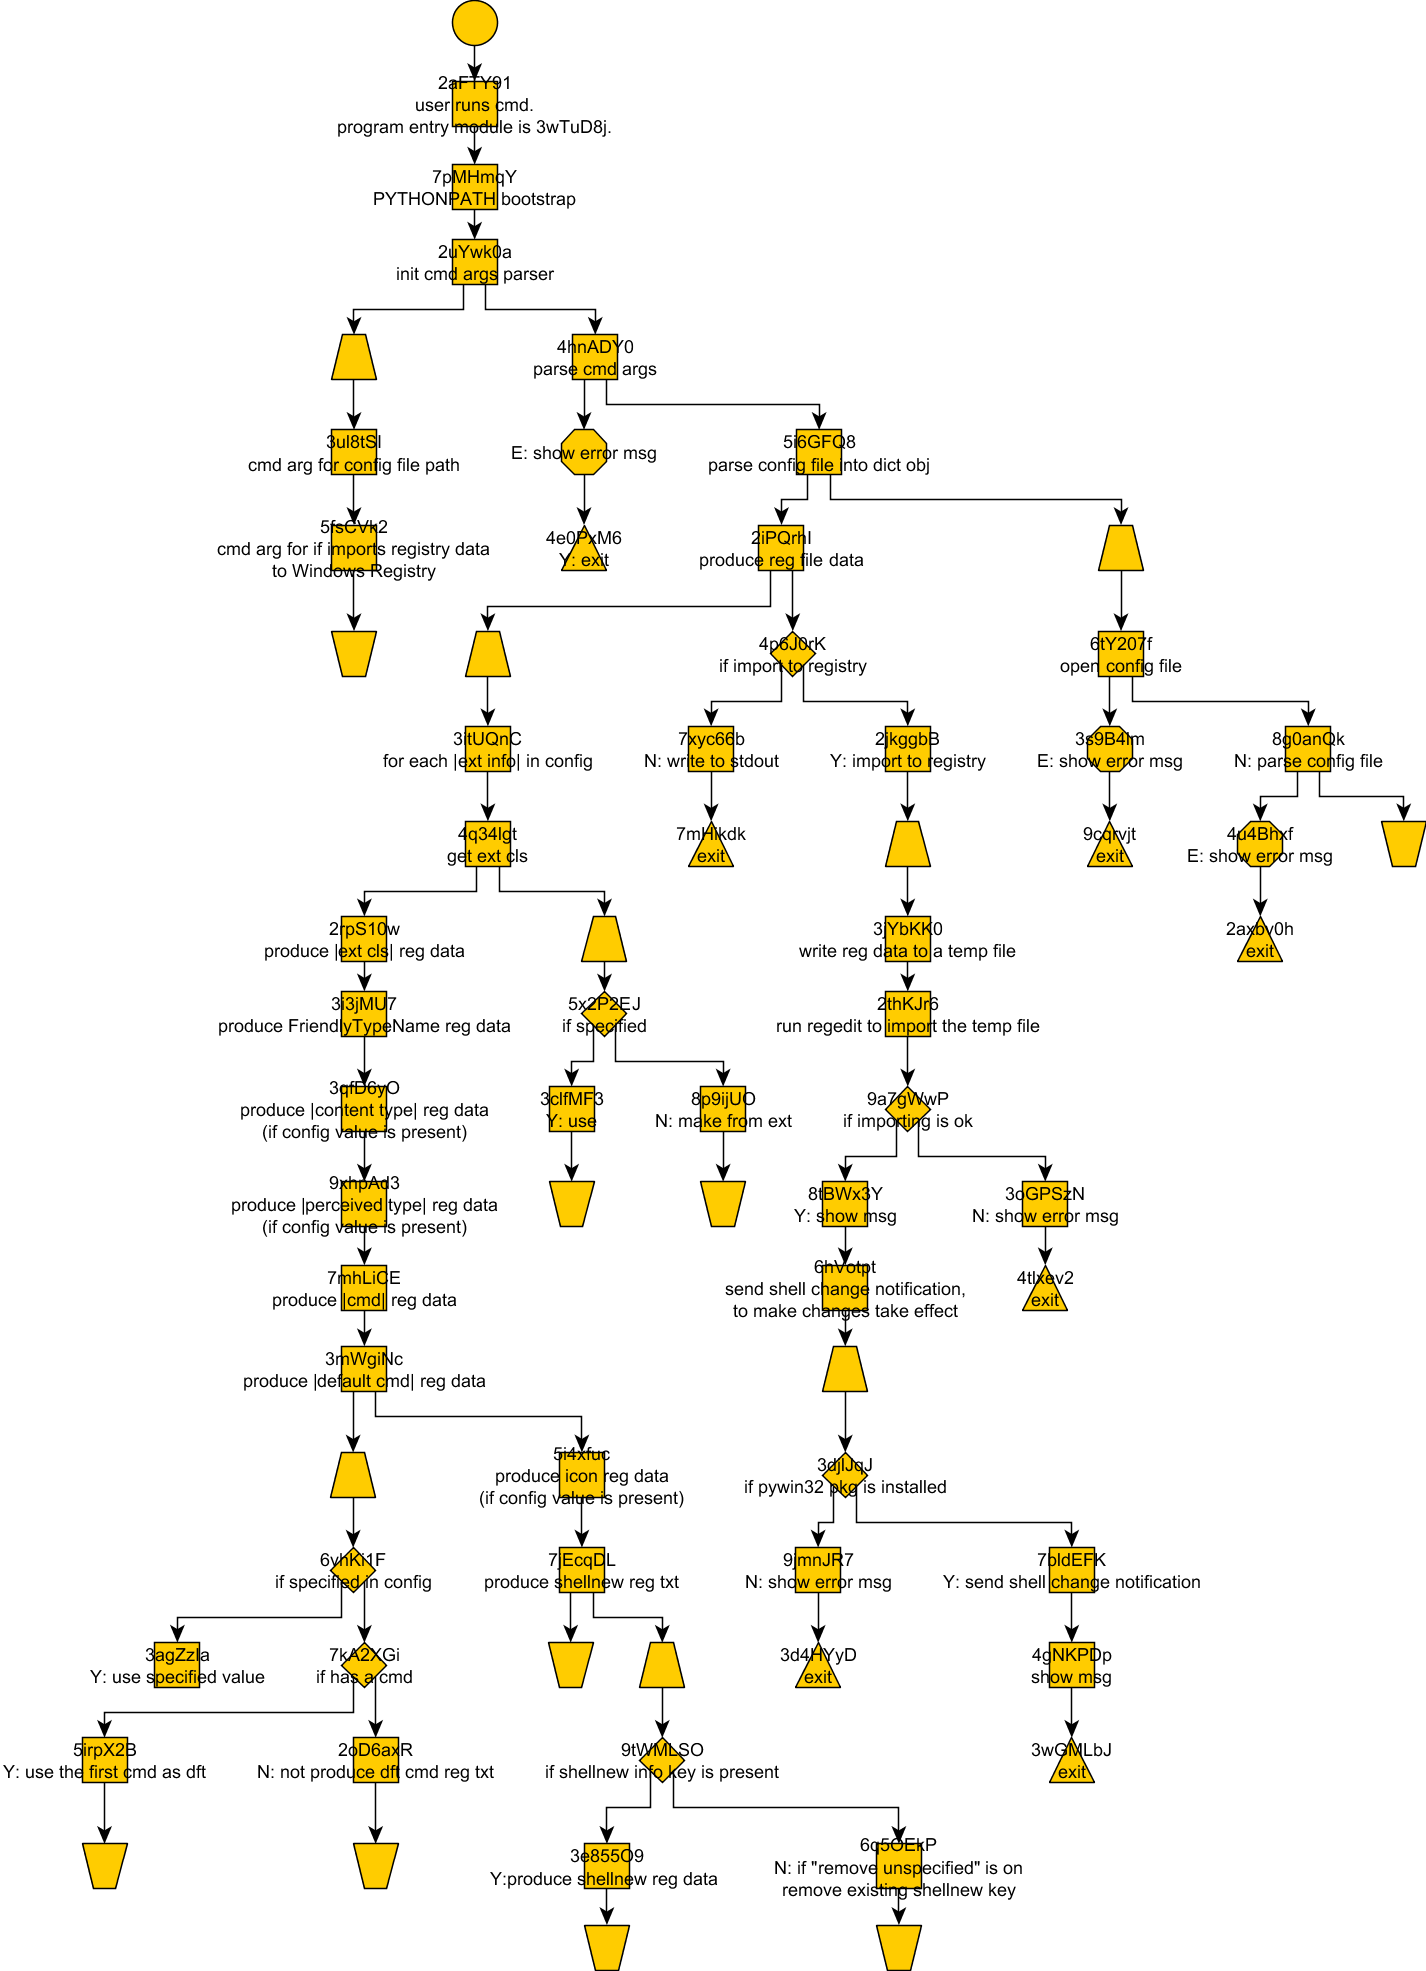 2aFTY91
user runs cmd.
program entry module is 3wTuD8j.
7pMHmqY
PYTHONPATH bootstrap
2uYwk0a
init cmd args parser
4hnADY0
parse cmd args
3ul8tSI
cmd arg for config file path
E: show error msg
5i6GFQ8
parse config file into dict obj
5fsCVk2
cmd arg for if imports registry data
to Windows Registry
4e0PxM6
Y: exit
2iPQrhI
produce reg file data
4p6J0rK
if import to registry
6tY207f
open config file
3itUQnC
for each |ext info| in config
7xyc66b
N: write to stdout
2jkggbB
Y: import to registry
3s9B4Im
E: show error msg
8g0anQk
N: parse config file
4q34lgt
get ext cls
7mHlkdk
exit
9cqrvjt
exit
4u4Bhxf
E: show error msg
2rpS10w
produce |ext cls| reg data
3jYbKK0
write reg data to a temp file
2axbv0h
exit
3i3jMU7
produce FriendlyTypeName reg data
5x2P2EJ
if specified
2thKJr6
run regedit to import the temp file
3qfD6yO
produce |content type| reg data
(if config value is present)
3clfMF3
Y: use
8p9ijUO
N: make from ext
9a7gWwP
if importing is ok
9xhpAd3
produce |perceived type| reg data
(if config value is present)
8tBWx3Y
Y: show msg
3oGPSzN
N: show error msg
7mhLiCE
produce |cmd| reg data
6hVotpt
send shell change notification,
to make changes take effect
4tlxev2
exit
3mWgiNc
produce |default cmd| reg data
5i4xfuc
produce icon reg data
(if config value is present)
3djlJqJ
if pywin32 pkg is installed
6yhKi1F
if specified in config
7jEcqDL
produce shellnew reg txt
9jmnJR7
N: show error msg
7bldEFK
Y: send shell change notification
3agZzIa
Y: use specified value
7kA2XGi
if has a cmd
3d4HYyD
exit
4gNKPDp
show msg
5irpX2B
Y: use the first cmd as dft
2oD6axR
N: not produce dft cmd reg txt
9tWMLSO
if shellnew info key is present
3wGMLbJ
exit
3e855O9
Y:produce shellnew reg data
6q5OEkP
N: if "remove unspecified" is on
remove existing shellnew key